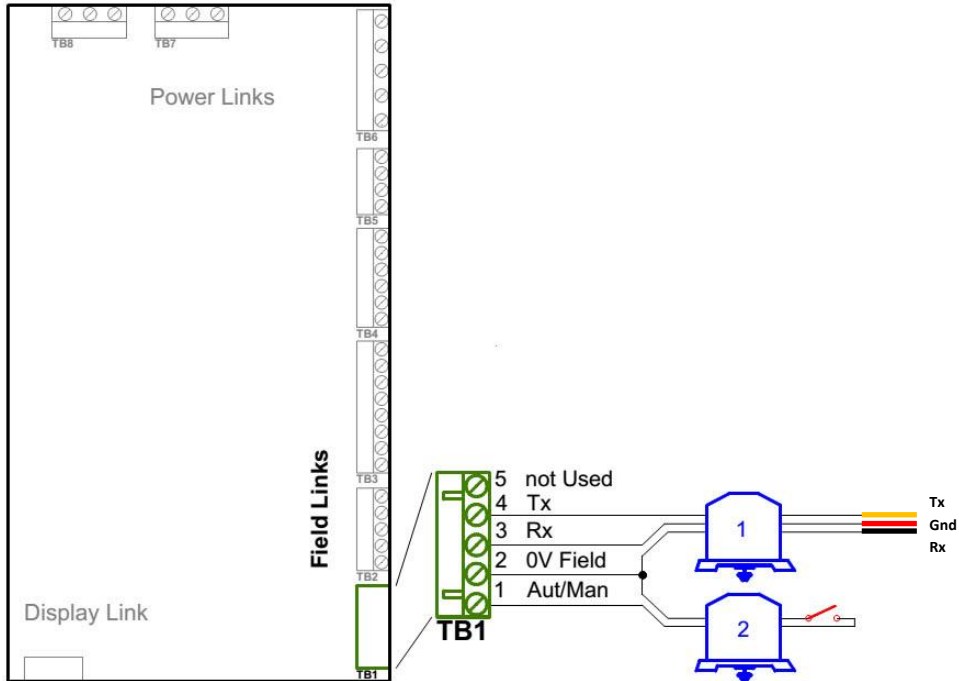 TB8 TB7
Power Links
TB6
TB5
TB4
TB3
TB2
TB1
Field Links
Display Link
5 not Used
4 Tx
3 Rx
2 0V Field
1 Aut/Man
TB1
1
2
Tx
Gnd
Rx